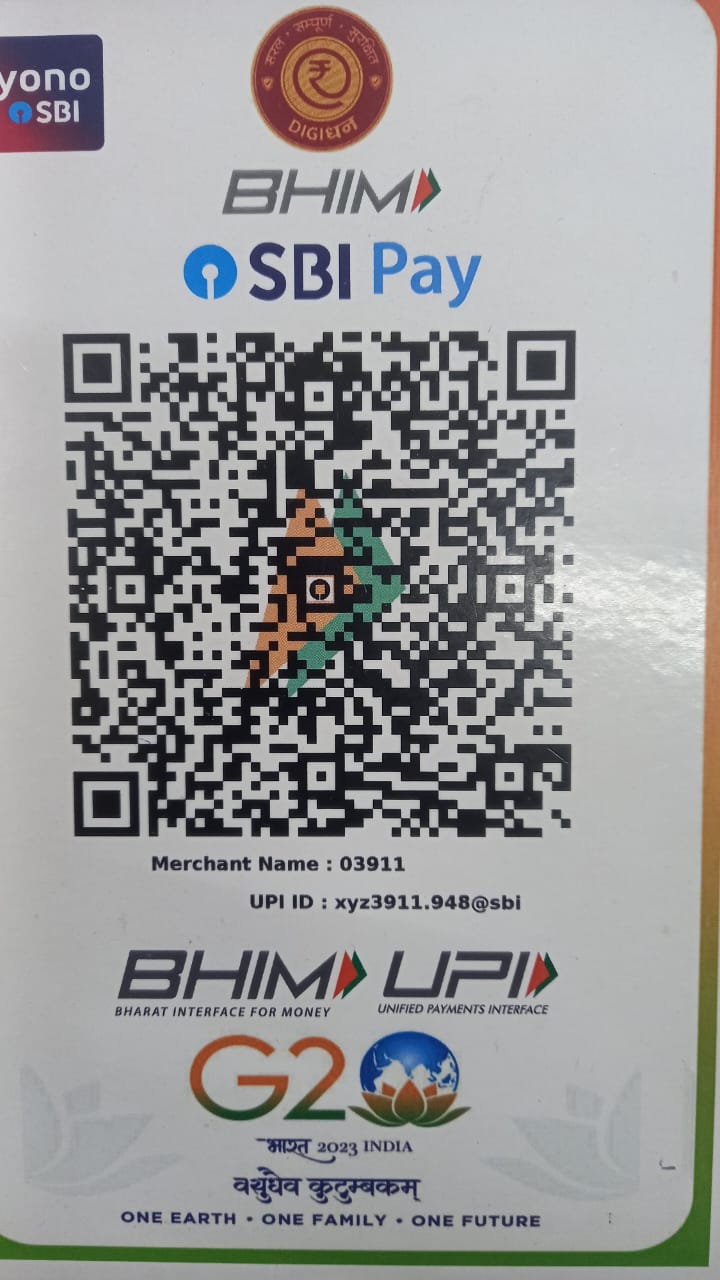 yono
SBI
सरल · सम्पूर्ण · सुरक्षित
DIGIधन
BHIM
SBI Pay
Merchant Name : 03911
UPI ID : xyz3911.948@sbi
BHIM UPI
BHARAT INTERFACE FOR MONEY UNIFIED PAYMENTS INTERFACE
G20
भारत 2023 INDIA
वसुधैव कुटुम्बकम्
ONE EARTH • ONE FAMILY • ONE FUTURE